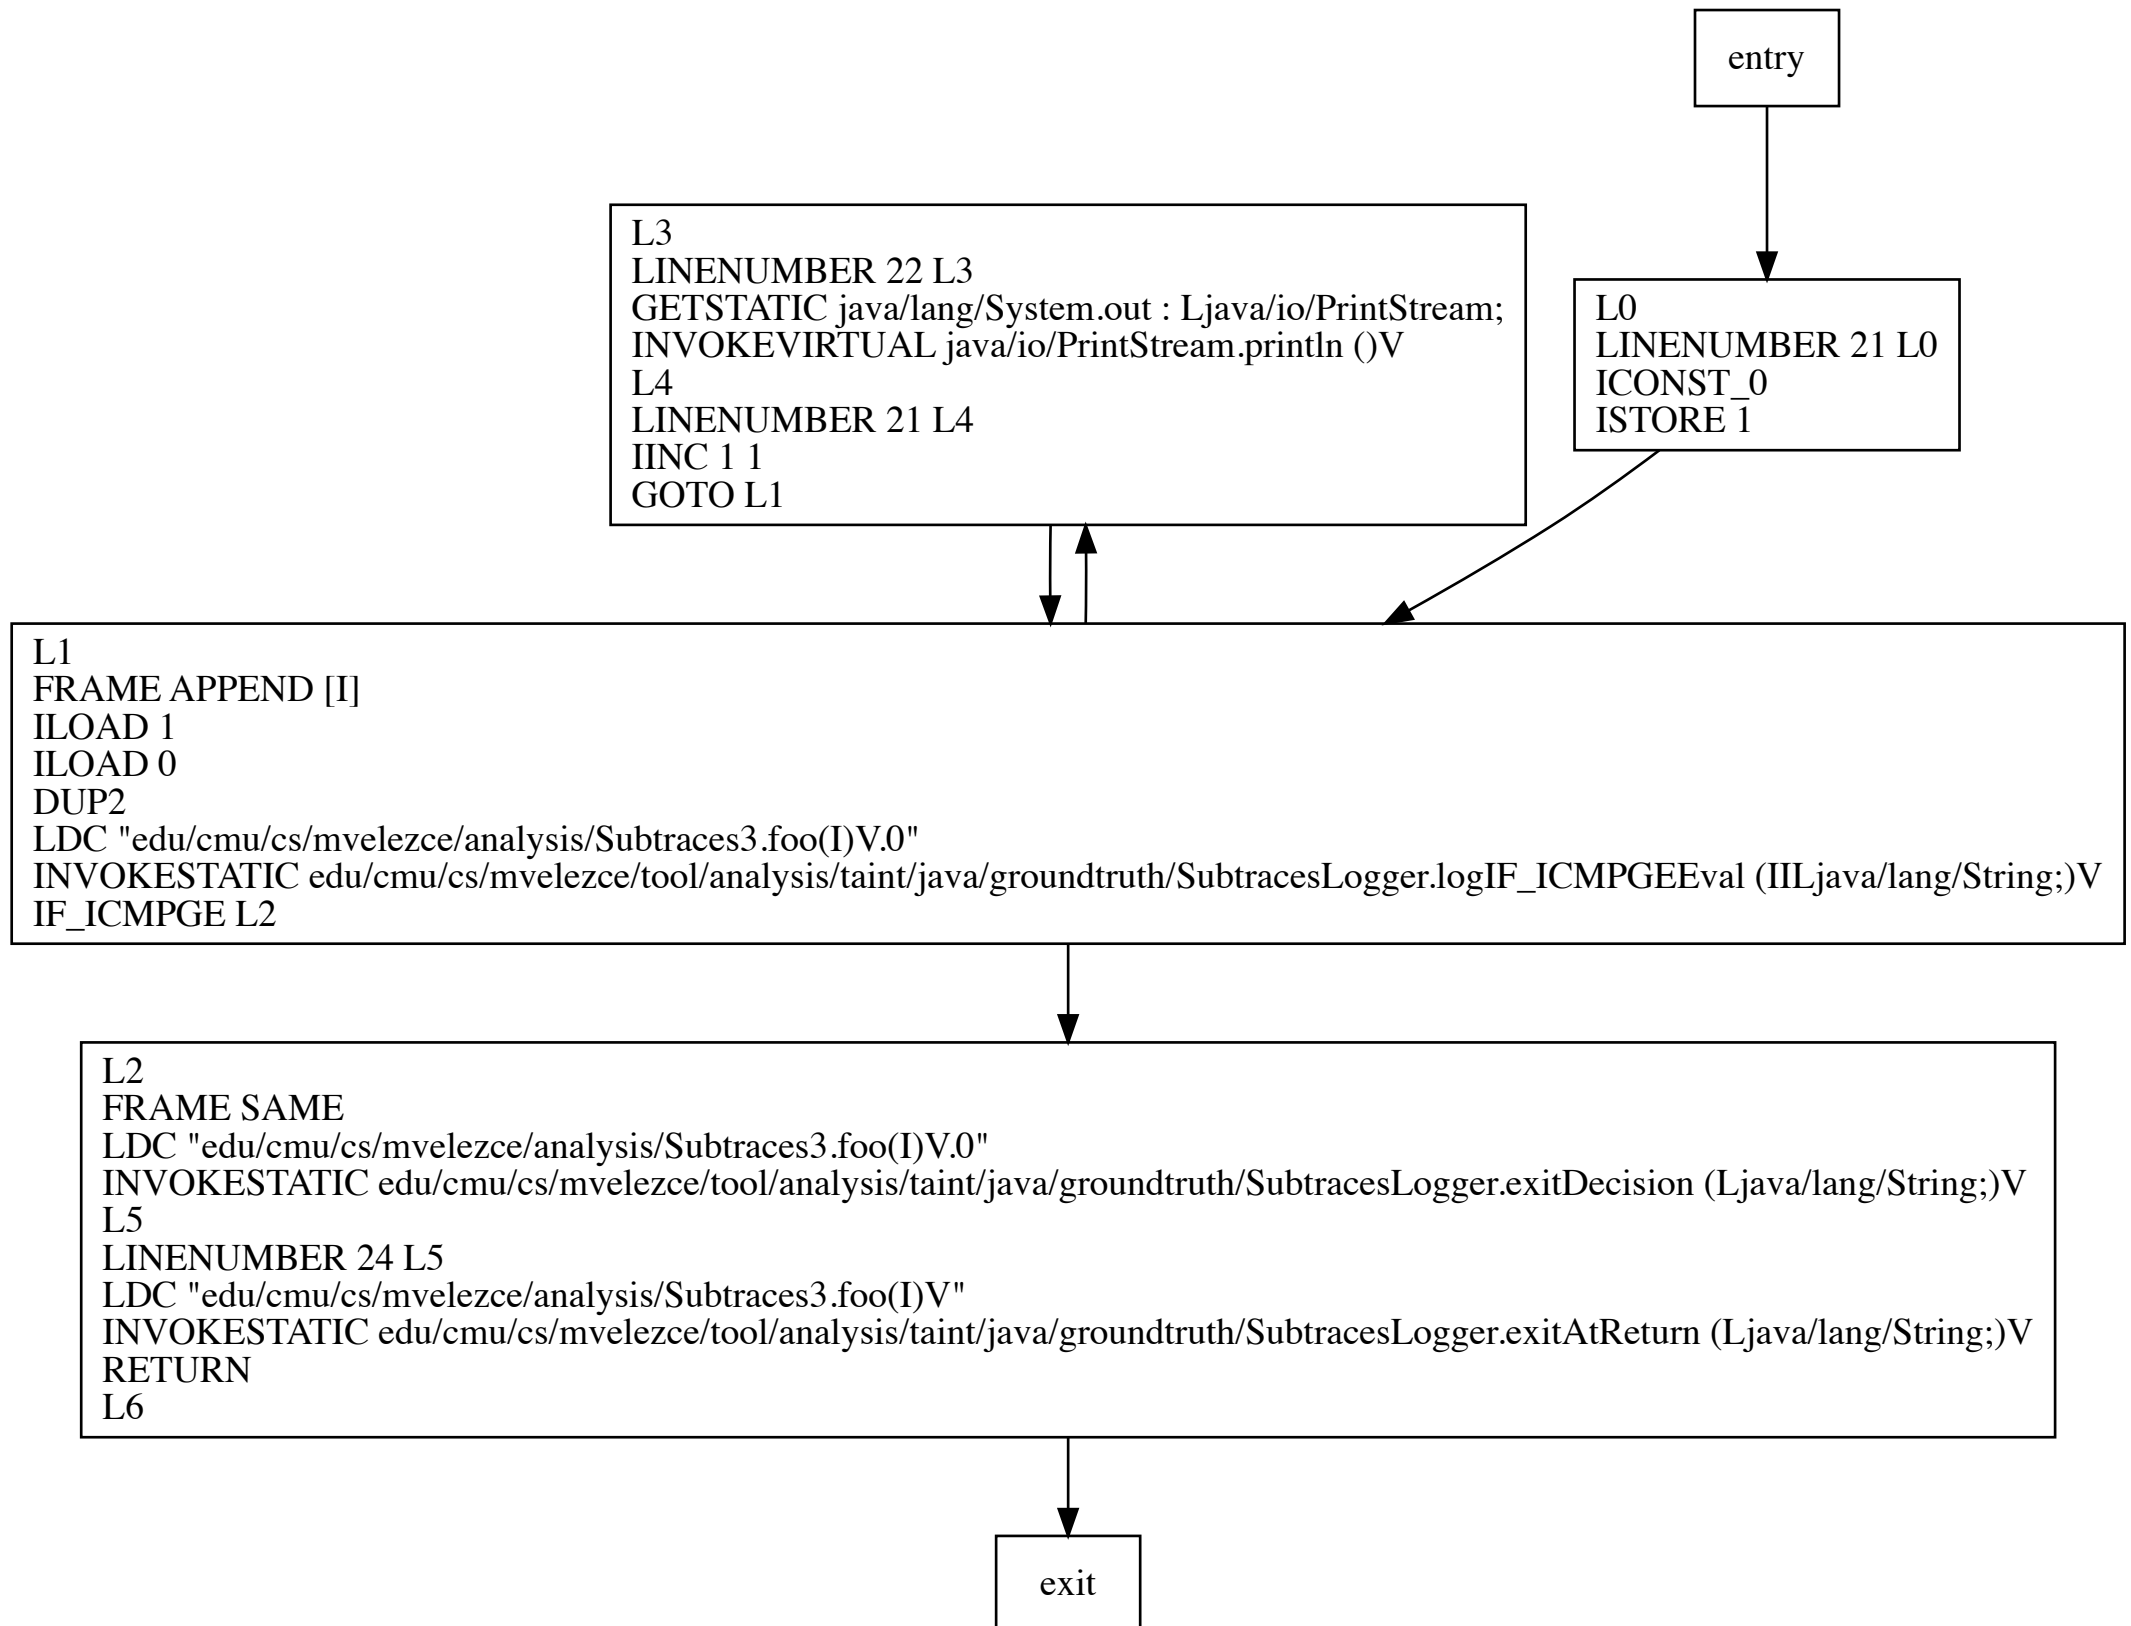 entry
L3
LINENUMBER 22 L3
GETSTATIC java/lang/System.out : Ljava/io/PrintStream;
INVOKEVIRTUAL java/io/PrintStream.println ()V
L4
LINENUMBER 21 L4
IINC 1 1
GOTO L1
L0
LINENUMBER 21 L0
ICONST_0
ISTORE 1
L1
FRAME APPEND [I]
ILOAD 1
ILOAD 0
DUP2
LDC "edu/cmu/cs/mvelezce/analysis/Subtraces3.foo(I)V.0"
INVOKESTATIC edu/cmu/cs/mvelezce/tool/analysis/taint/java/groundtruth/SubtracesLogger.logIF_ICMPGEEval (IILjava/lang/String;)V
IF_ICMPGE L2
L2
FRAME SAME
LDC "edu/cmu/cs/mvelezce/analysis/Subtraces3.foo(I)V.0"
INVOKESTATIC edu/cmu/cs/mvelezce/tool/analysis/taint/java/groundtruth/SubtracesLogger.exitDecision (Ljava/lang/String;)V
L5
LINENUMBER 24 L5
LDC "edu/cmu/cs/mvelezce/analysis/Subtraces3.foo(I)V"
INVOKESTATIC edu/cmu/cs/mvelezce/tool/analysis/taint/java/groundtruth/SubtracesLogger.exitAtReturn (Ljava/lang/String;)V
RETURN
L6
exit